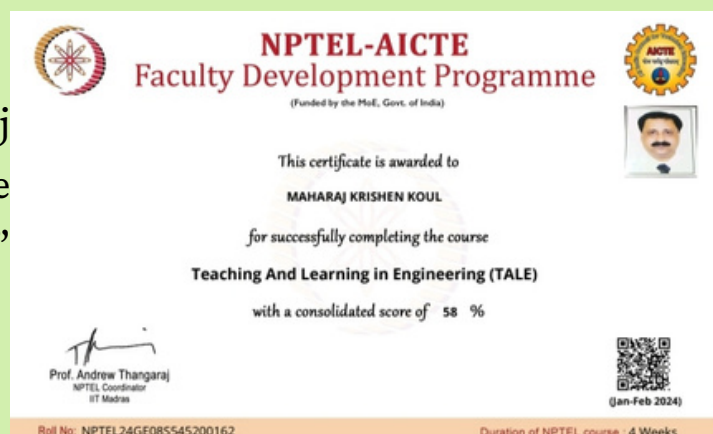 j
e
”
NPTEL-AICTE
Faculty Development Programme
(Funded by the MoE, Govt. of India)
AICTE
This certificate is awarded to
MAHARAJ KRISHEN KOUL
for successfully completing the course
Teaching And Learning in Engineering (TALE)
with a consolidated score of 58 %
Prof. Andrew Thangaraj
NPTEL Coordinator
IIT Madras
(Jan-Feb 2024)
Roll No: NPTEL24GE08S545200162
Duration of NPTEL course : 4 Weeks